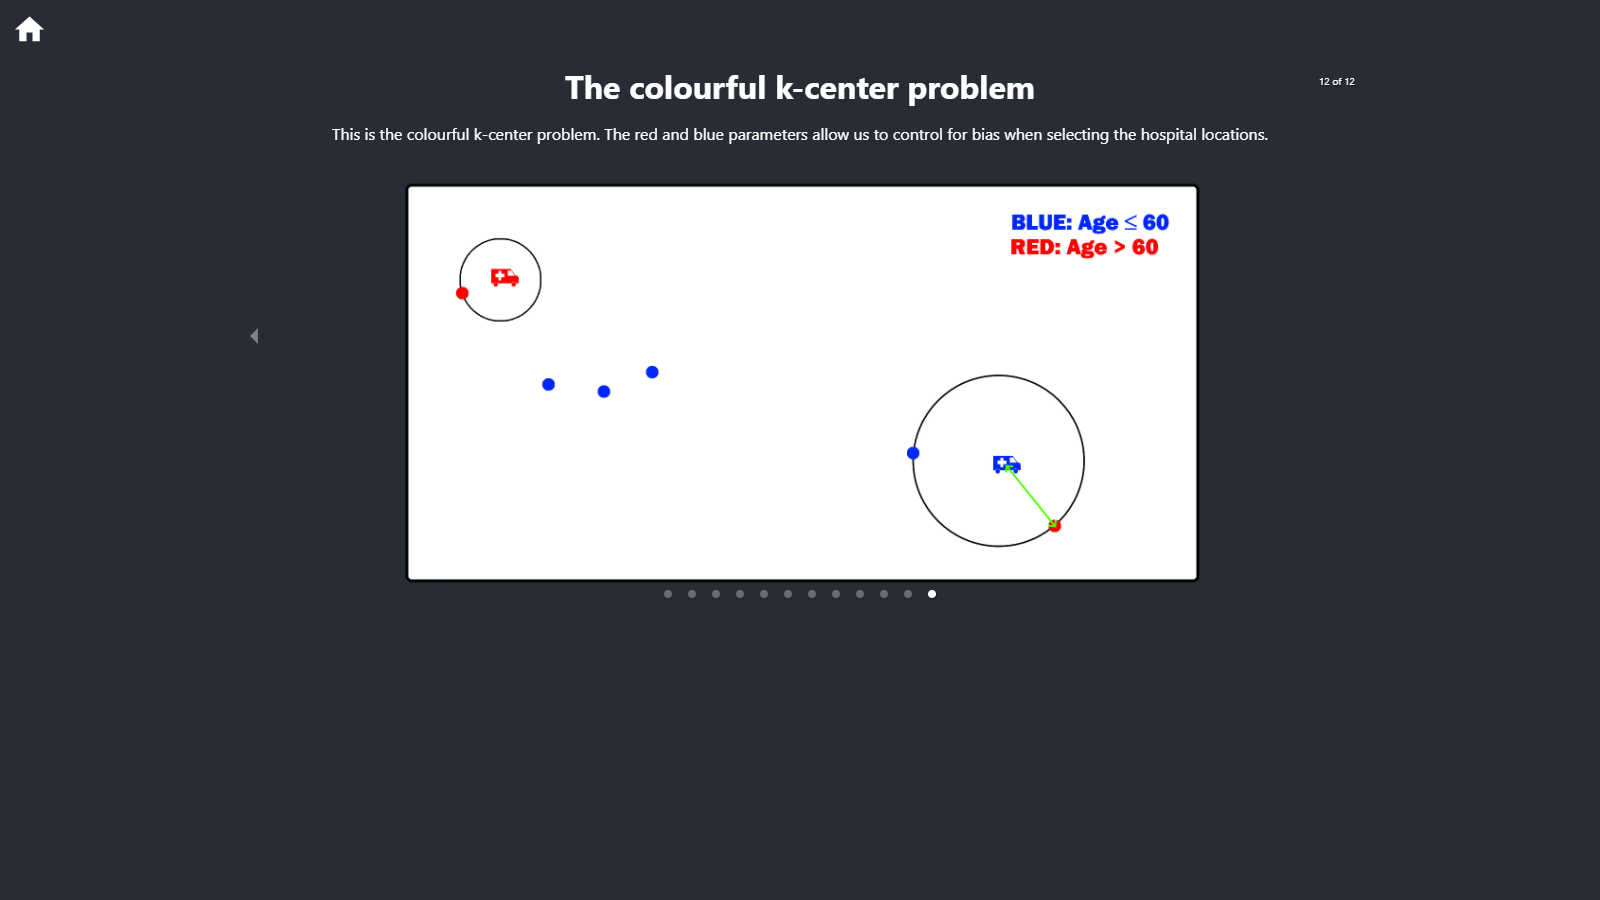 The colourful k-center problem
12 of 12
This is the colourful k-center problem. The red and blue parameters allow us to control for bias when selecting the hospital locations.
BLUE: Age ≤ 60
RED: Age > 60